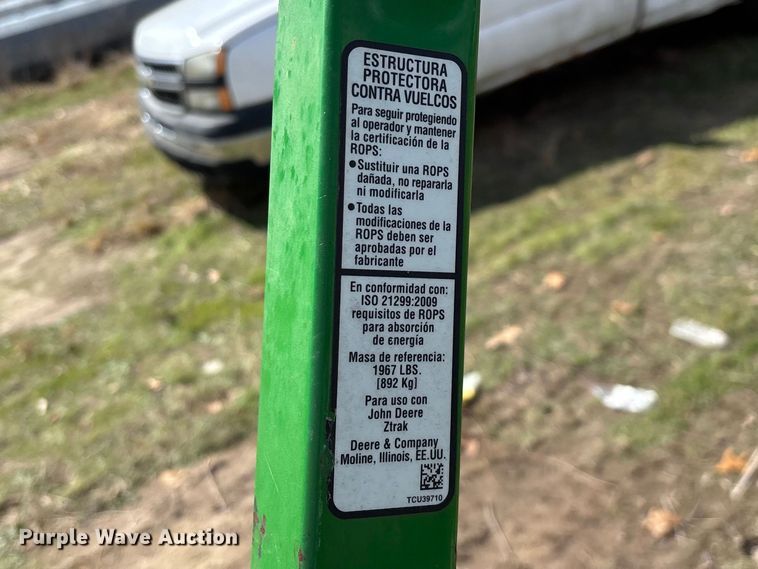 ESTRUCTURA
PROTECTORA
CONTRA VUELCOS
Para seguir protegiendo
al operador y mantener
la certificación de la
ROPS:
●Sustituir una ROPS
dañada, no repararla
ni modificarla
●Todas las
modificaciones de la
ROPS deben ser
aprobadas por el
fabricante
En conformidad con:
ISO 21299:2009
requisitos de ROPS
para absorción
de energía
Masa de referencia:
1967 LBS.
[892 Kg]
Para uso con
John Deere
Ztrak
Deere & Company
Moline, Illinois, EE.UU.
TCU39710
Purple Wave Auction